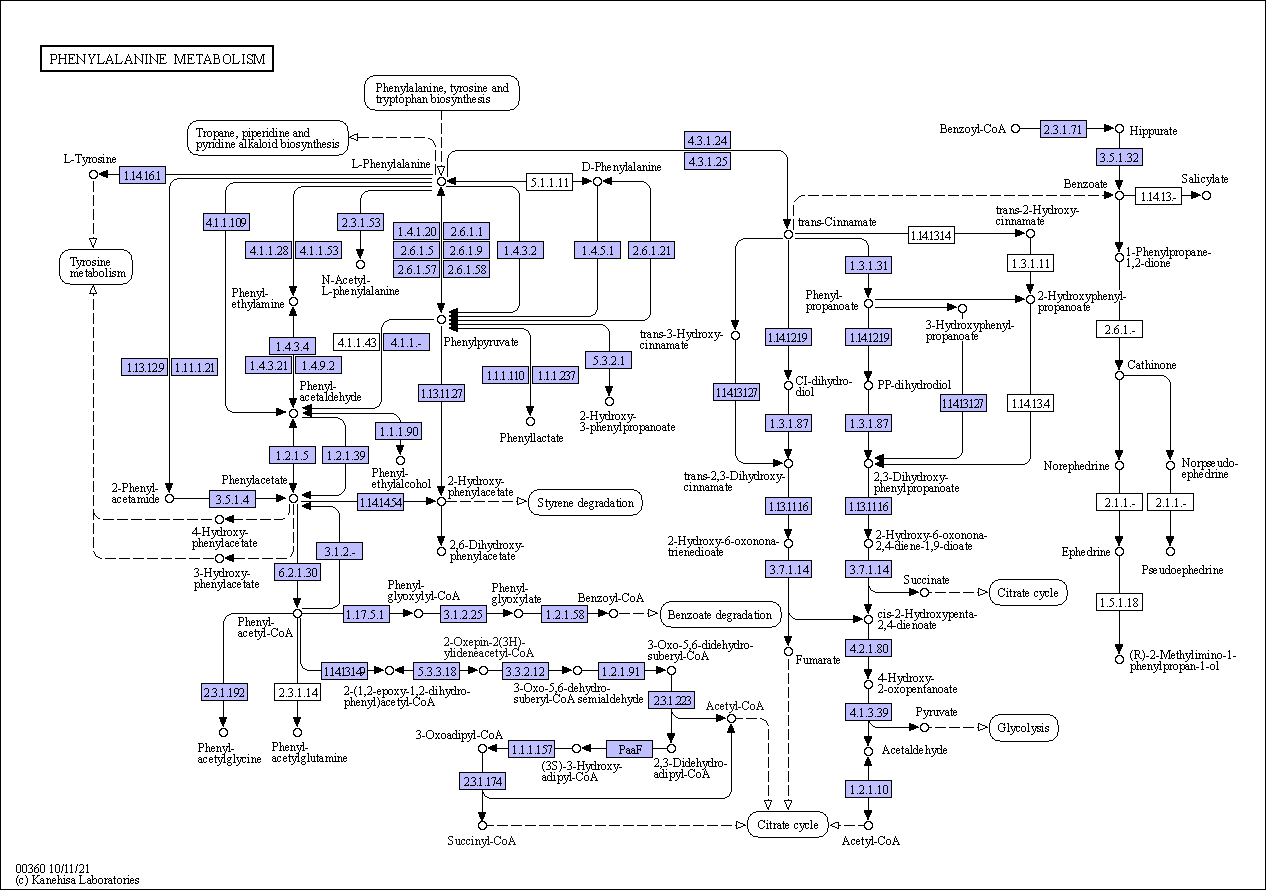 PHENYLALANINE METABOLISM
Phenylalanine, tyrosine and
tryptophan biosynthesis
Tropane, piperidine and
pyridine alkaloid biosynthesis
L-Tyrosine
1.14.16.1
L-Phenylalanine
5.1.1.11
D-Phenylalanine
4.3.1.24
4.3.1.25
Benzoyl-CoA
2.3.1.71
Hippurate
3.5.1.32
Benzoate
1.14.13.-
Salicylate
Tyrosine
metabolism
4.1.1.109
4.1.1.28
4.1.1.53
2.3.1.53
N-Acetyl-
L-phenylalanine
1.4.1.20
2.6.1.1
2.6.1.5
2.6.1.9
2.6.1.57
2.6.1.58
1.4.3.2
1.4.5.1
2.6.1.21
trans-Cinnamate
1.14.1314
trans-2-Hydroxy-
cinnamate
1.3.1.31
1.3.1.11
1-Phenylpropane-
1,2-dione
Phenyl-
ethylamine
Phenyl-
propanoate
2-Hydroxyphenyl-
propanoate
3-Hydroxyphenyl-
propanoate
2.6.1.-
trans-3-Hydroxy-
cinnamate
1.14.1219
1.14.1219
1.4.3.4
1.4.3.21
1.4.9.2
4.1.1.43
4.1.1.-
Phenylpyruvate
1.13.129
1.11.1.21
5.3.2.1
1.1.1.110
1.1.1.237
1.13.11.27
Cathinone
Phenyl-
acetaldehyde
CI-dihydro-
diol
PP-dihydrodiol
11413127
11413127
1.14.13.4
2-Hydroxy-
3-phenylpropanoate
Phenyllactate
1.1.1.90
1.3.1.87
1.3.1.87
1.2.1.5
1.2.1.39
Phenyl-
ethylalcohol
trans-2,3-Dihydroxy-
cinnamate
2,3-Dihydroxy-
phenylpropanoate
Norephedrine
Norpseudo-
ephedrine
2-Phenyl-
acetamide
3.5.1.4
Phenylacetate
1.14.14.54
2-Hydroxy-
phenylacetate
Styrene degradation
1.13.1116
1.13.1116
2.1.1.-
2.1.1.-
4-Hydroxy-
phenylacetate
3-Hydroxy-
phenylacetate
3.1.2.-
6.2.1.30
2,6-Dihydroxy-
phenylacetate
2-Hydroxy-6-oxonona-
trienedioate
2-Hydroxy-6-oxonona-
2,4-diene-1,9-dioate
Ephedrine
Pseudoephedrine
3.7.1.14
3.7.1.14
Succinate
Citrate cycle
1.5.1.18
Phenyl-
acetyl-CoA
1.17.5.1
Phenyl-
glyoxylyl-CoA
3.1.2.25
Phenyl-
glyoxylate
1.2.1.58
Benzoyl-CoA
Benzoate degradation
cis-2-Hydroxypenta-
2,4-dienoate
4.2.1.80
Fumarate
(R)-2-Methylimino-1-
phenylpropan-1-ol
11413149
5.3.3.18
2-Oxepin-2(3H)-
ylideneacetyl-CoA
3.3.2.12
1.2.1.91
3-Oxo-5,6-didehydro-
suberyl-CoA
2-(1,2-epoxy-1,2-dihydro-
phenyl)acetyl-CoA
3-Oxo-5,6-dehydro-
suberyl-CoA semialdehyde
4-Hydroxy-
2-oxopentanoate
2.3.1.192
2.3.1.14
2.3.1.223
Acetyl-CoA
4.1.3.39
Pyruvate
Glycolysis
Phenyl-
acetylglycine
Phenyl-
acetylglutamine
3-Oxoadipyl-CoA
1.1.1.157
PaaF
(3S)-3-Hydroxy-
adipyl-CoA
2,3-Didehydro-
adipyl-CoA
Acetaldehyde
2.3.1.174
1.2.1.10
Succinyl-CoA
Citrate cycle
Acetyl-CoA
00360 10/11/21
(c) Kanehisa Laboratories